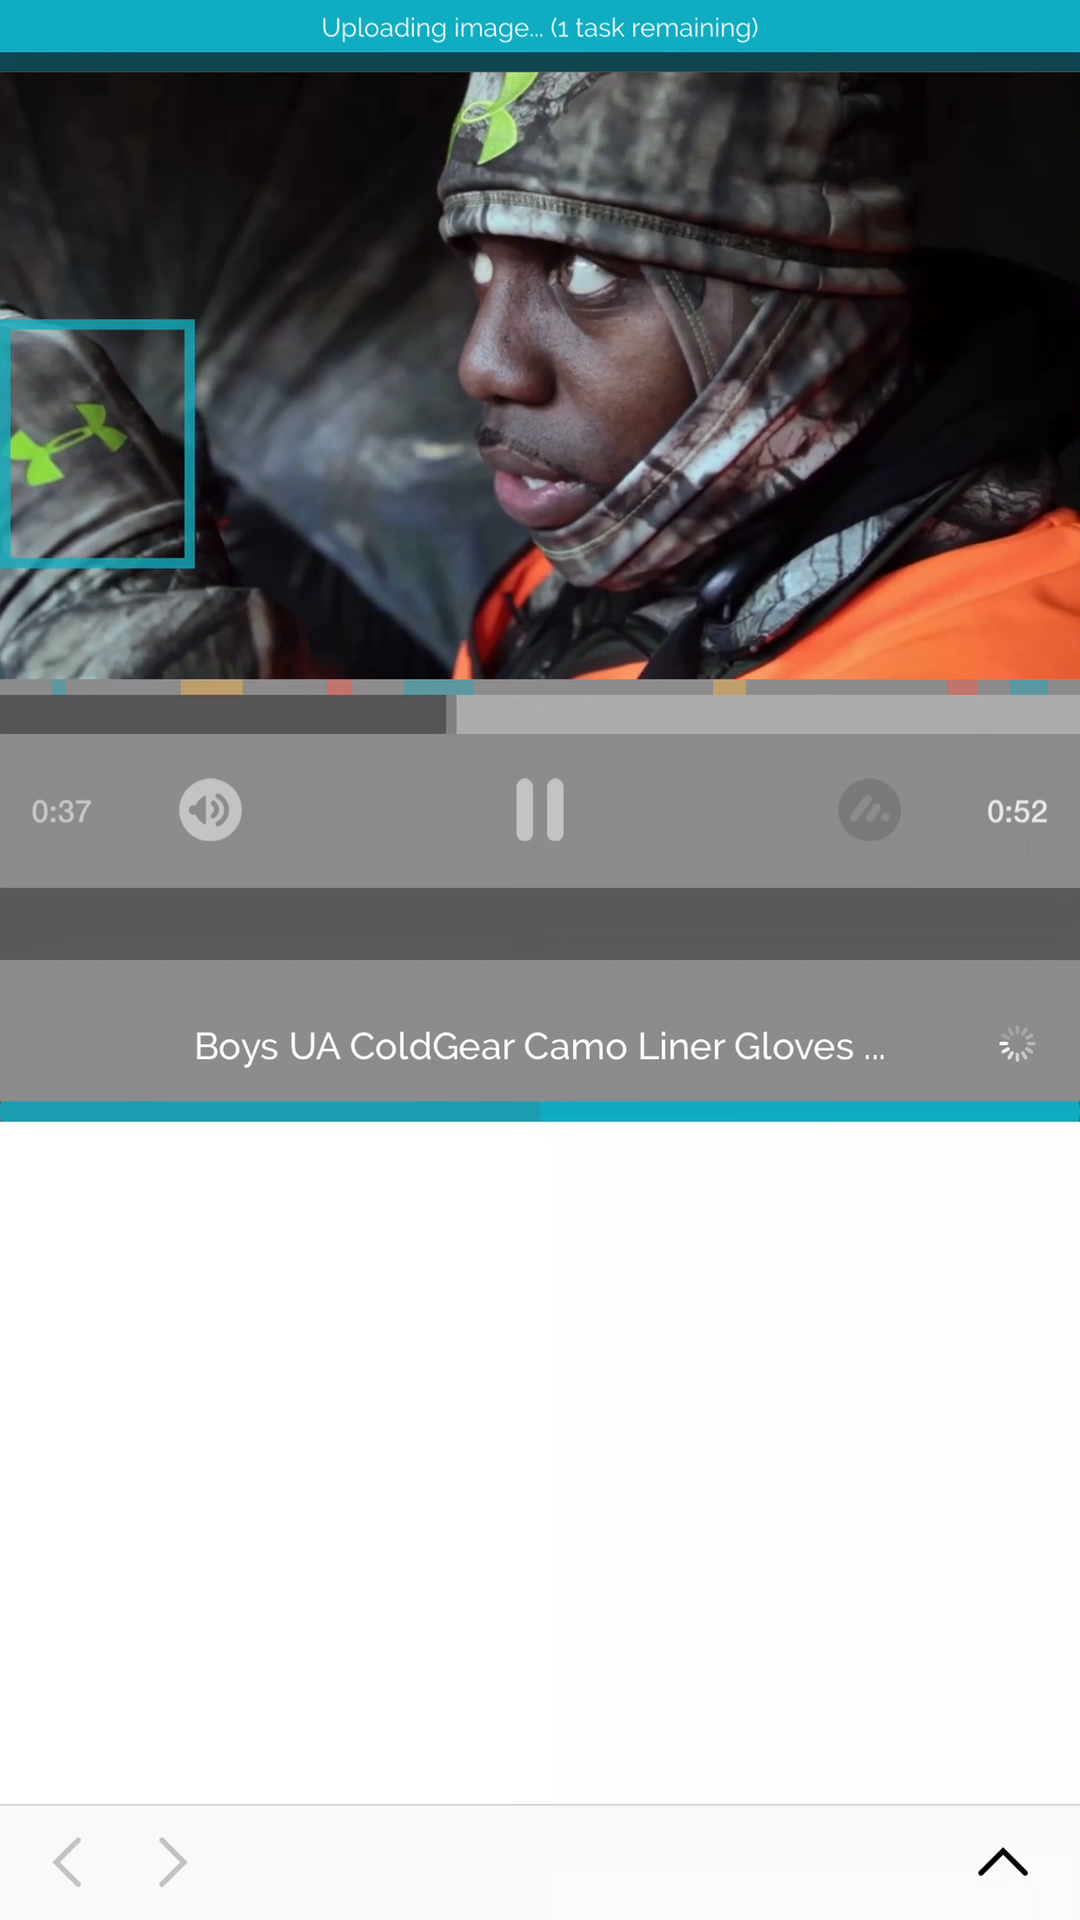 Uploading image... (1 task remaining)
0:37
0:52
Boys UA ColdGear Camo Liner Gloves ...